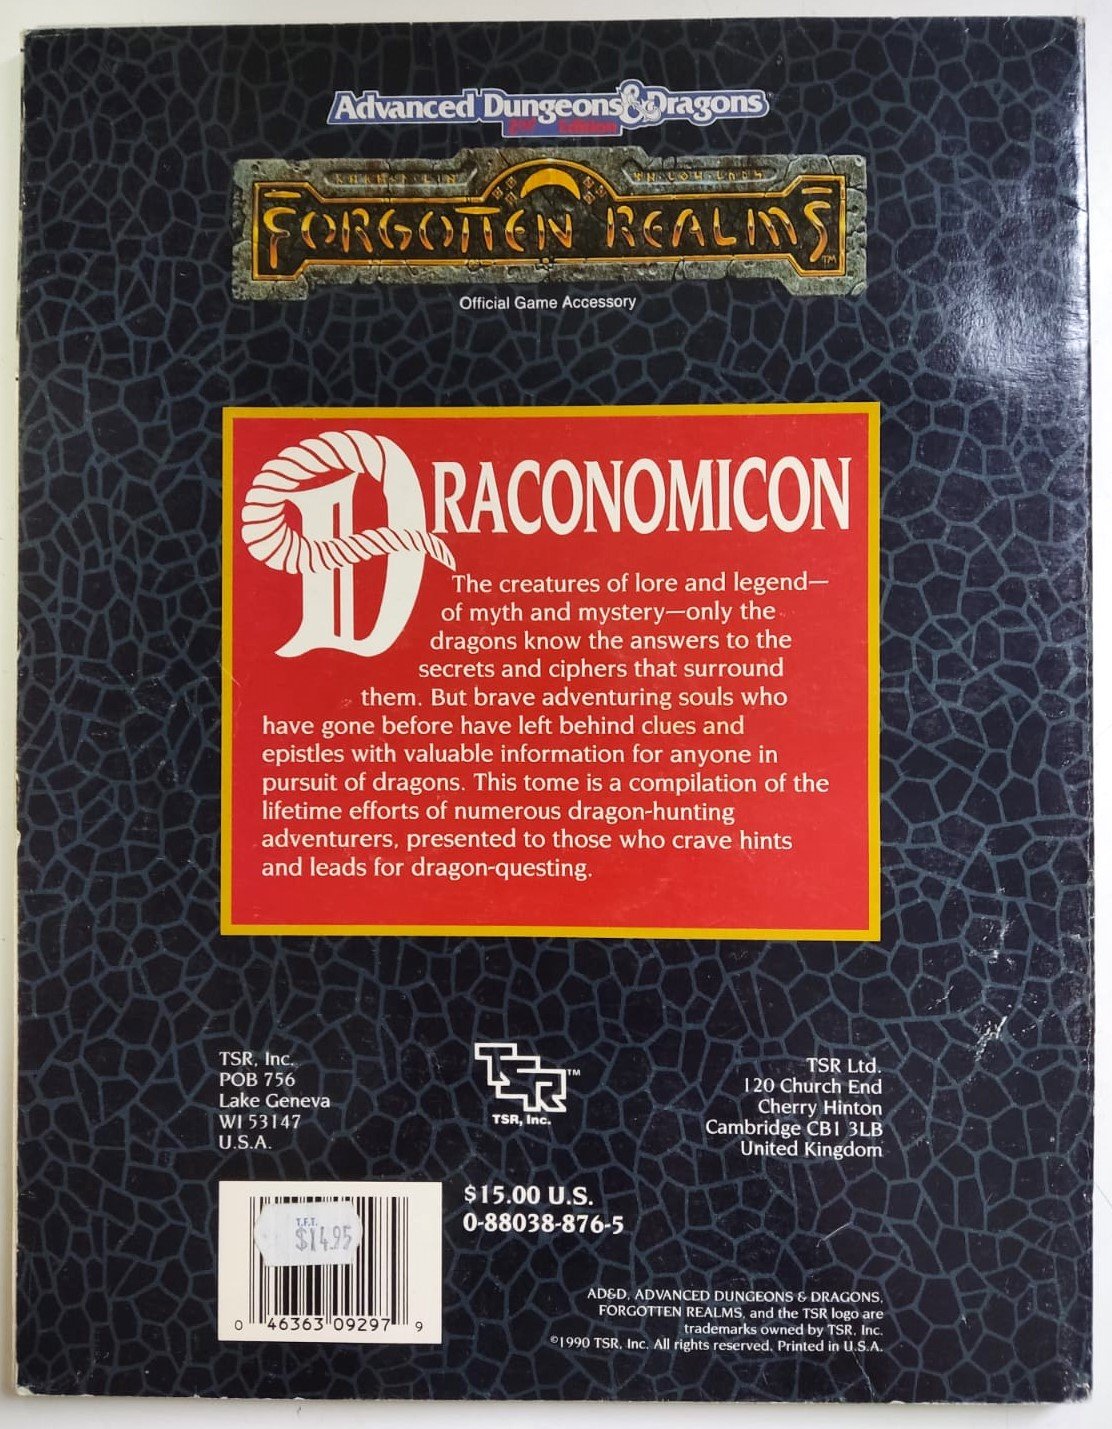 Advanced Dungeons & Dragons®
2nd Edition
FORGOTTEN REALMS™
Official Game Accessory
DRACONOMICON
The creatures of lore and legend—
of myth and mystery—only the
dragons know the answers to the
secrets and ciphers that surround
them. But brave adventuring souls who
have gone before have left behind clues and
epistles with valuable information for anyone in
pursuit of dragons. This tome is a compilation of the
lifetime efforts of numerous dragon-hunting
adventurers, presented to those who crave hints
and leads for dragon-questing.
TSR, Inc.
POB 756
Lake Geneva
WI 53147
U.S.A.
TSR™
TSR, Inc.
TSR Ltd.
120 Church End
Cherry Hinton
Cambridge CB1 3LB
United Kingdom
T.F.T.
$14.95
0 46363 09297 9
$15.00 U.S.
0-88038-876-5
AD&D, ADVANCED DUNGEONS & DRAGONS,
FORGOTTEN REALMS, and the TSR logo are
trademarks owned by TSR, Inc.
©1990 TSR, Inc. All rights reserved. Printed in U.S.A.